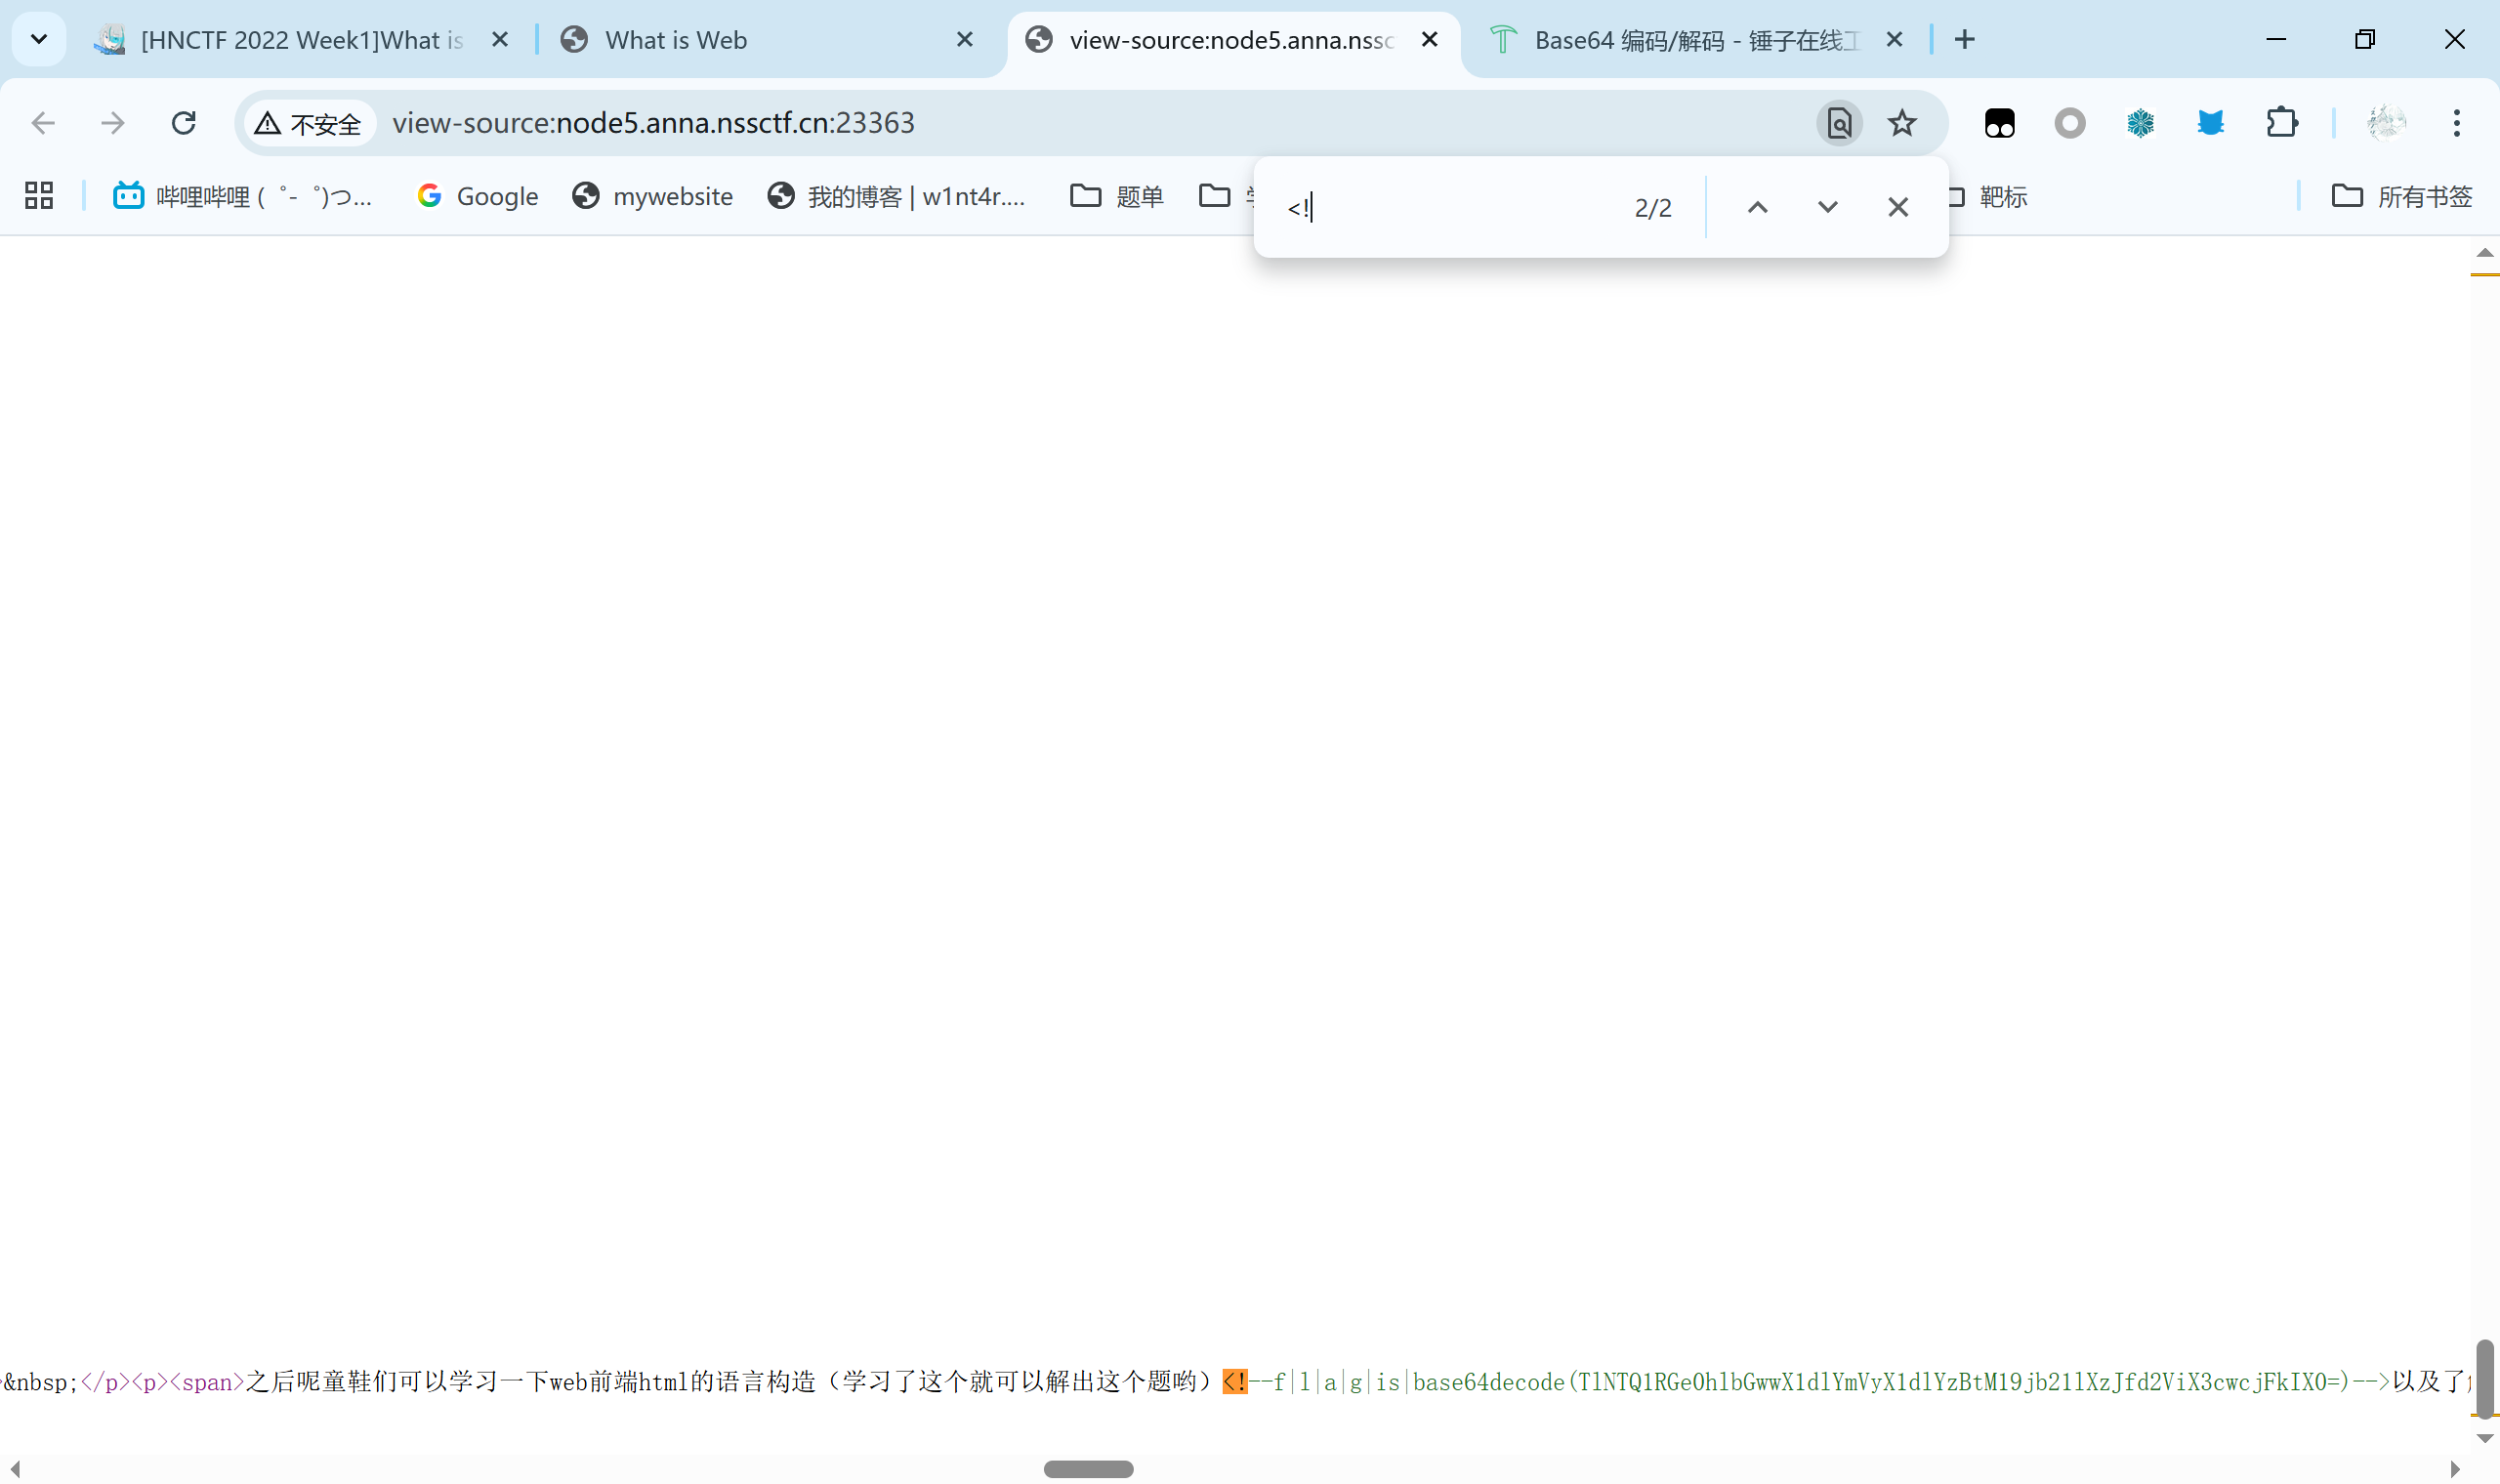 [HNCTF 2022 Week1]What is
What is Web
view-source:node5.anna.nssc
Base64 编码/解码 - 锤子在线工
不安全
view-source:node5.anna.nssctf.cn:23363
哔哩哔哩 (゜-゜)つ...
Google
mywebsite
我的博客 | w1nt4r....
题单
靶标
所有书签
<!
2/2
&nbsp;</p><p><span>之后呢童鞋们可以学习一下web前端html的语言构造（学习了这个就可以解出这个题哟）<!--f|l|a|g|is|base64decode(TlNTQ1RGe0hlbGwwX1dlYmVyX1dlYzBtM19jb21lXzJfd2ViX3cwcjFkIX0=)-->以及了